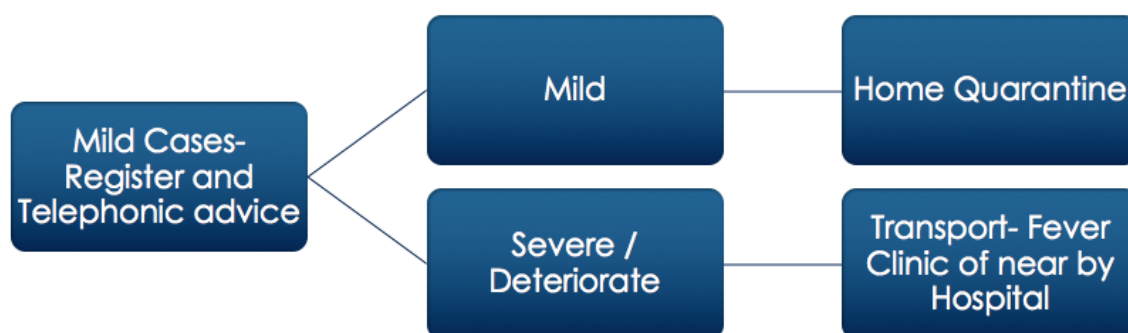 Mild Cases-
Register and
Telephonic advice
Mild
Home Quarantine
Severe /
Deteriorate
Transport- Fever
Clinic of near by
Hospital